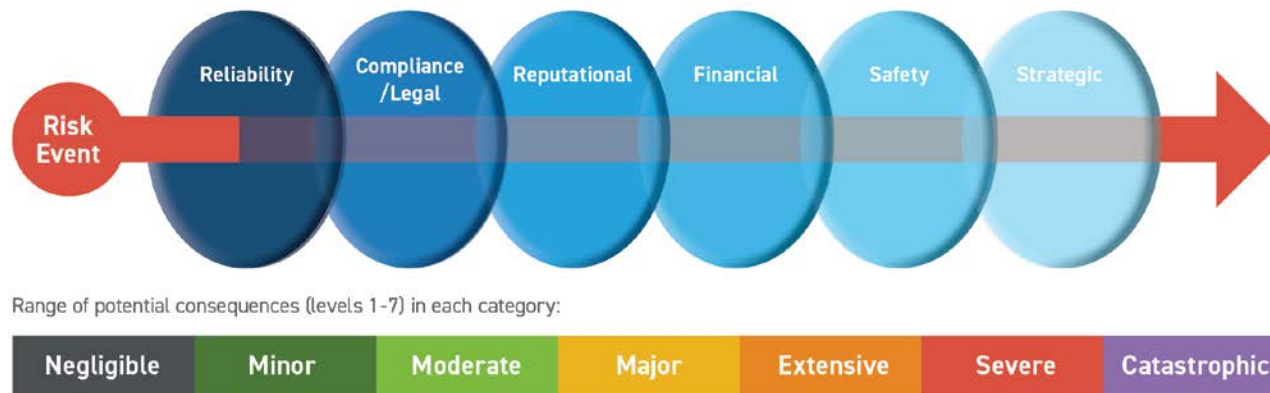 Reliability
Compliance
/Legal
Reputational
Financial
Safety
Strategic
Risk
Event
Range of potential consequences (levels 1-7) in each category:
Negligible
Minor
Moderate
Major
Extensive
Severe
Catastrophic